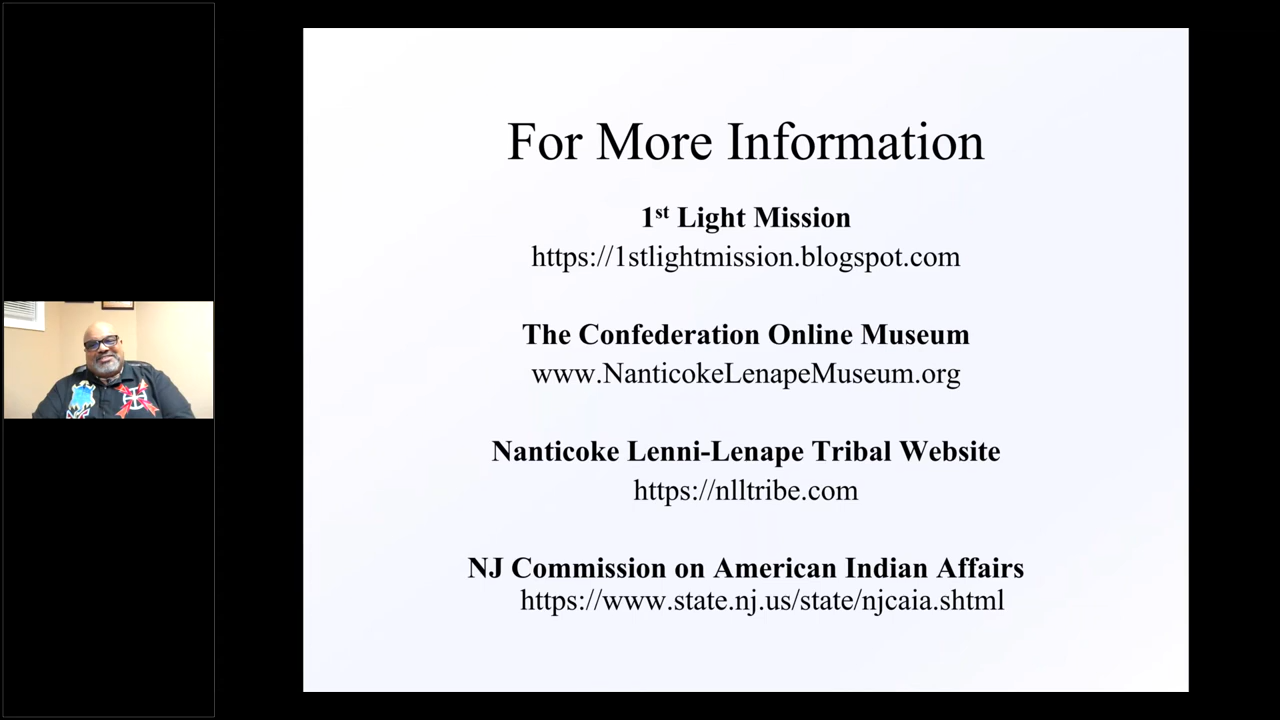 For More Information
1st Light Mission
https://1stlightmission.blogspot.com
The Confederation Online Museum
www.NanticokeLenapeMuseum.org
Nanticoke Lenni-Lenape Tribal Website
https://nlltribe.com
NJ Commission on American Indian Affairs
https://www.state.nj.us/state/njcaia.shtml